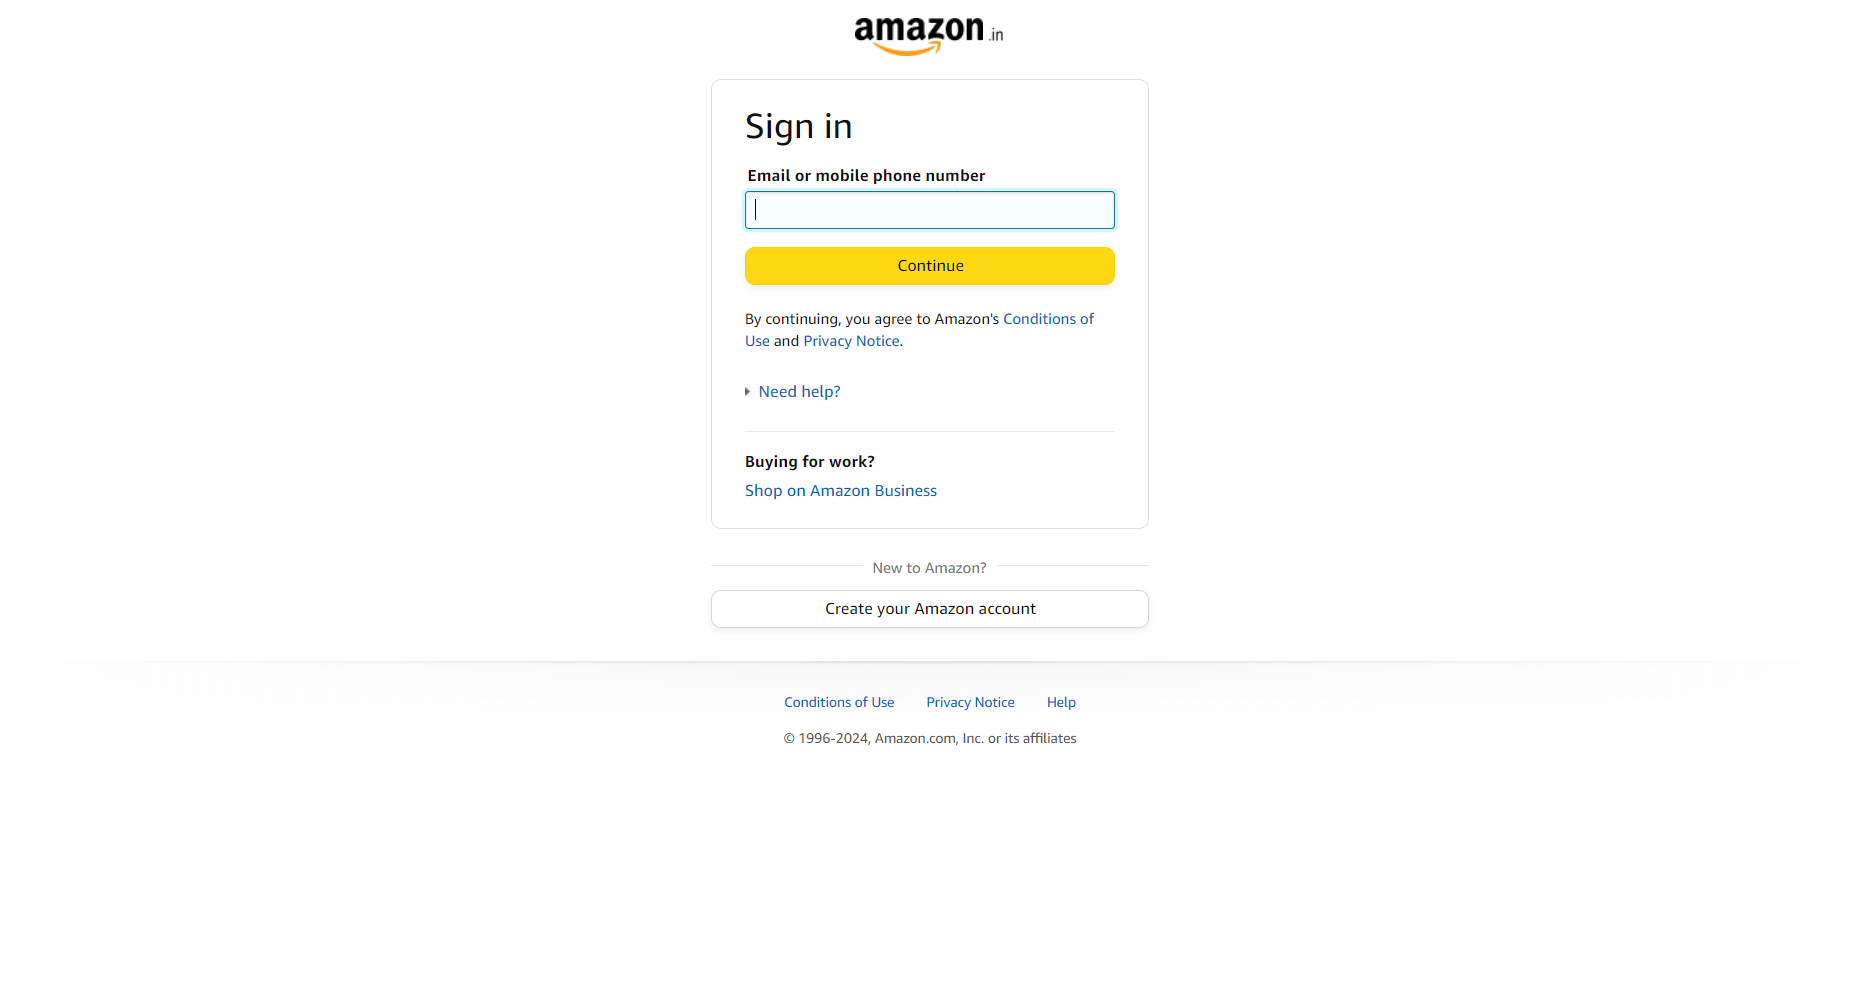 amazon.in
Sign in
Email or mobile phone number
Continue
By continuing, you agree to Amazon's Conditions of
Use and Privacy Notice.
Need help?
Buying for work?
Shop on Amazon Business
New to Amazon?
Create your Amazon account
Conditions of Use Privacy Notice Help
© 1996-2024, Amazon.com, Inc. or its affiliates